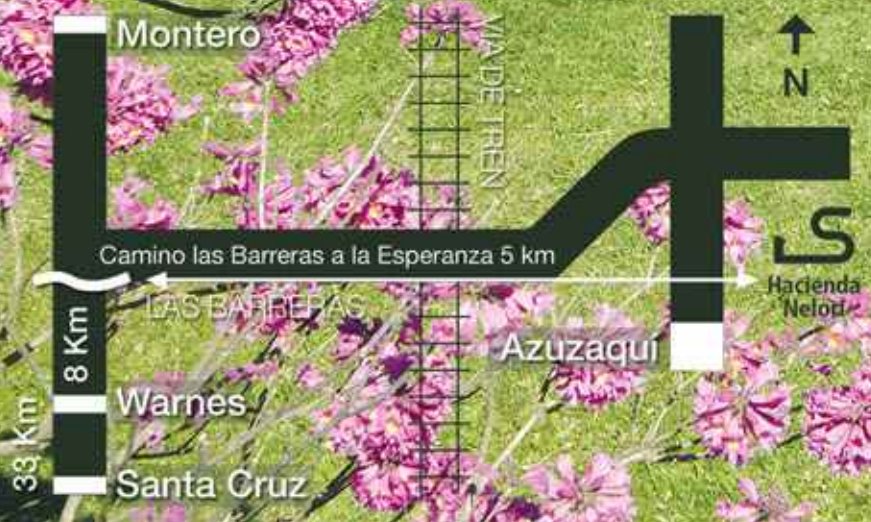 Montero
VIA DE TREN
N
Camino las Barreras a la Esperanza 5 km
LAS BARRERAS
Hacienda
Nelori
8 Km
Azuzaquí
Warnes
33 Km
Santa Cruz